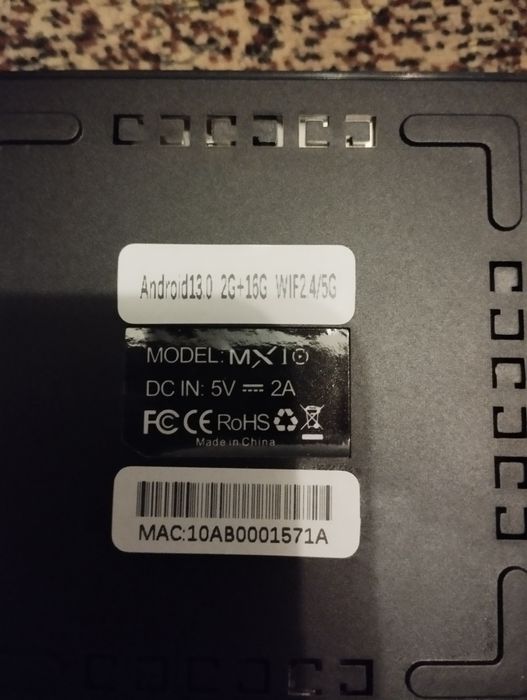 Android13.0 2G+16G WIF2.4/5G
MODEL: MX10
DC IN: 5V ⎓ 2A
FC CE RoHS
Made in China
MAC:10AB0001571A